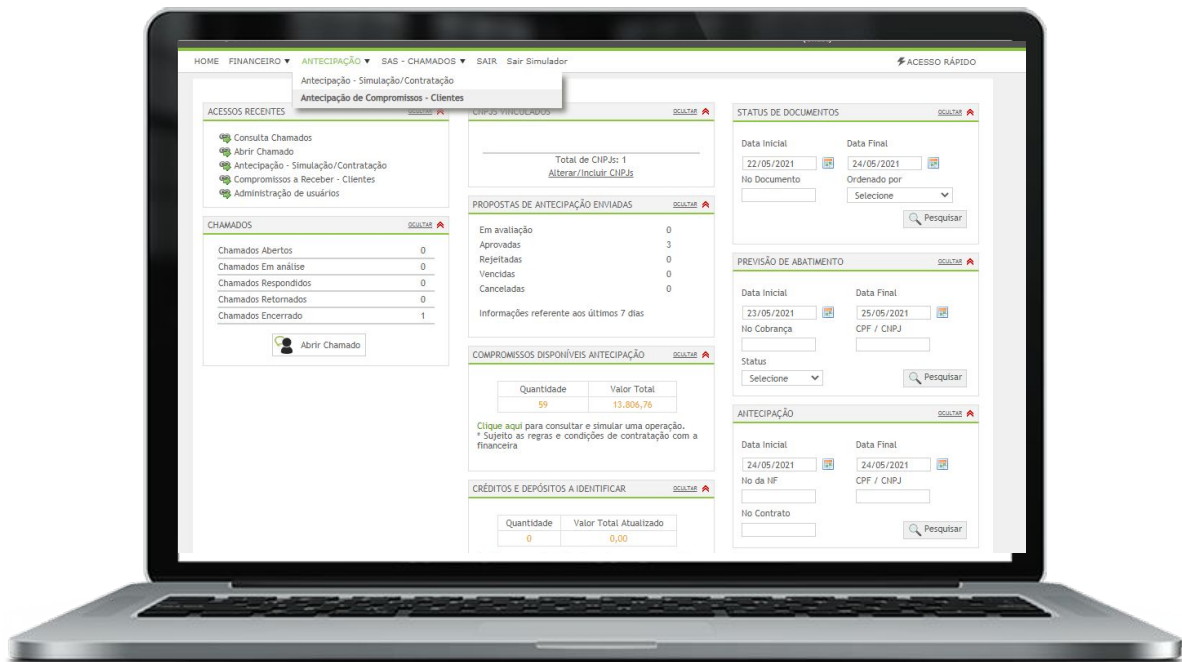 HOME FINANCEIRO ▼ ANTECIPAÇÃO ▼ SAS - CHAMADOS ▼ SAIR Sair Simulador
ACESSO RÁPIDO
Antecipação - Simulação/Contratação
Antecipação de Compromissos - Clientes
ACESSOS RECENTES OCULTAR
Consulta Chamados
Abrir Chamado
Antecipação - Simulação/Contratação
Compromissos a Receber - Clientes
Administração de usuários
CHAMADOS OCULTAR
Chamados Abertos 0
Chamados Em análise 0
Chamados Respondidos 0
Chamados Retornados 0
Chamados Encerrado 1
Abrir Chamado
CNPJS VINCULADOS OCULTAR
Total de CNPJs: 1
Alterar/Incluir CNPJs
PROPOSTAS DE ANTECIPAÇÃO ENVIADAS OCULTAR
Em avaliação 0
Aprovadas 3
Rejeitadas 0
Vencidas 0
Canceladas 0
Informações referente aos últimos 7 dias
COMPROMISSOS DISPONÍVEIS ANTECIPAÇÃO OCULTAR
Quantidade Valor Total
59 13.806,76
Clique aqui para consultar e simular uma operação.
* Sujeito as regras e condições de contratação com a
financeira
CRÉDITOS E DEPÓSITOS A IDENTIFICAR OCULTAR
Quantidade Valor Total Atualizado
0 0,00
STATUS DE DOCUMENTOS OCULTAR
Data Inicial Data Final
22/05/2021 24/05/2021
No Documento Ordenado por
Selecione
Pesquisar
PREVISÃO DE ABATIMENTO OCULTAR
Data Inicial Data Final
23/05/2021 25/05/2021
No Cobrança CPF / CNPJ
Status
Selecione Pesquisar
ANTECIPAÇÃO OCULTAR
Data Inicial Data Final
24/05/2021 24/05/2021
No da NF CPF / CNPJ
No Contrato
Pesquisar